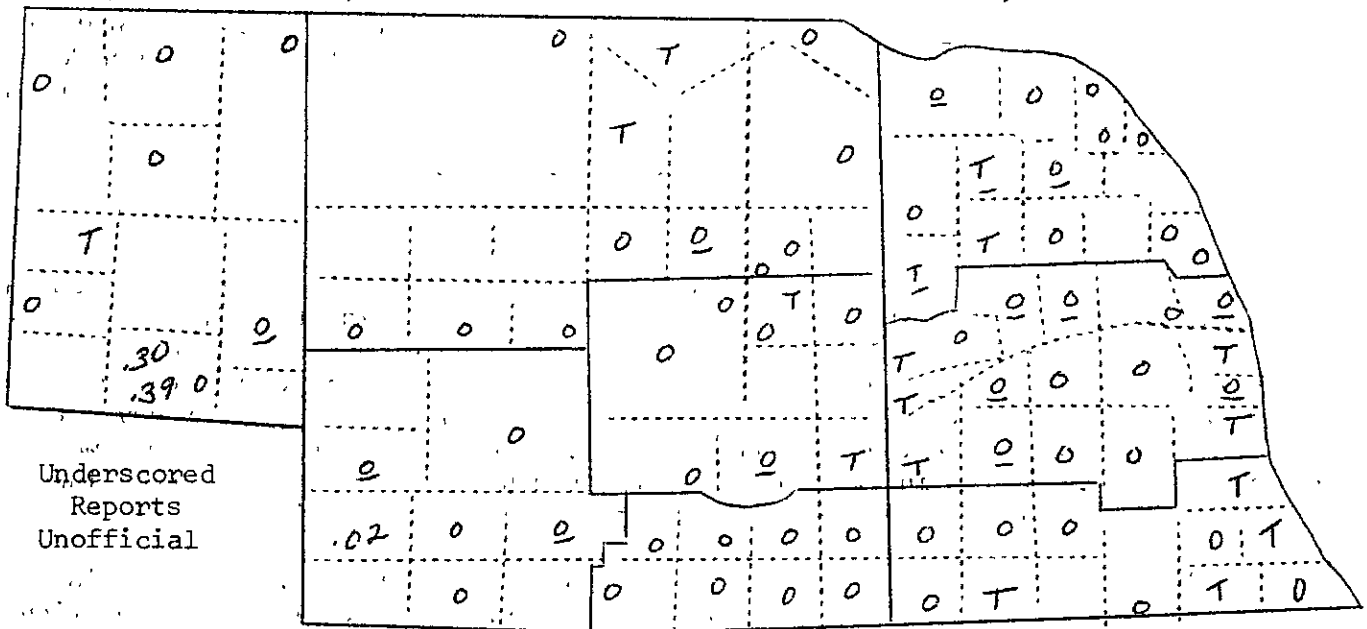 0 0 0 0 T 0
0 0 0 0
T 0 0 0
0 T 0 0
0 T 0
T 0 0 0 T 0 0 0
T
0 0 0 0 0
0 0 0 0 T 0 0
0 0 T 0 T
.30 0 0 0 0
.39 0 T 0
T
0 0 0 0 0
0 0 T T
T
.02 0 0 0 0 0 0 0 0 0 0 T
0 0 0 0 0 0 T 0 T 0
Underscored
Reports
Unofficial